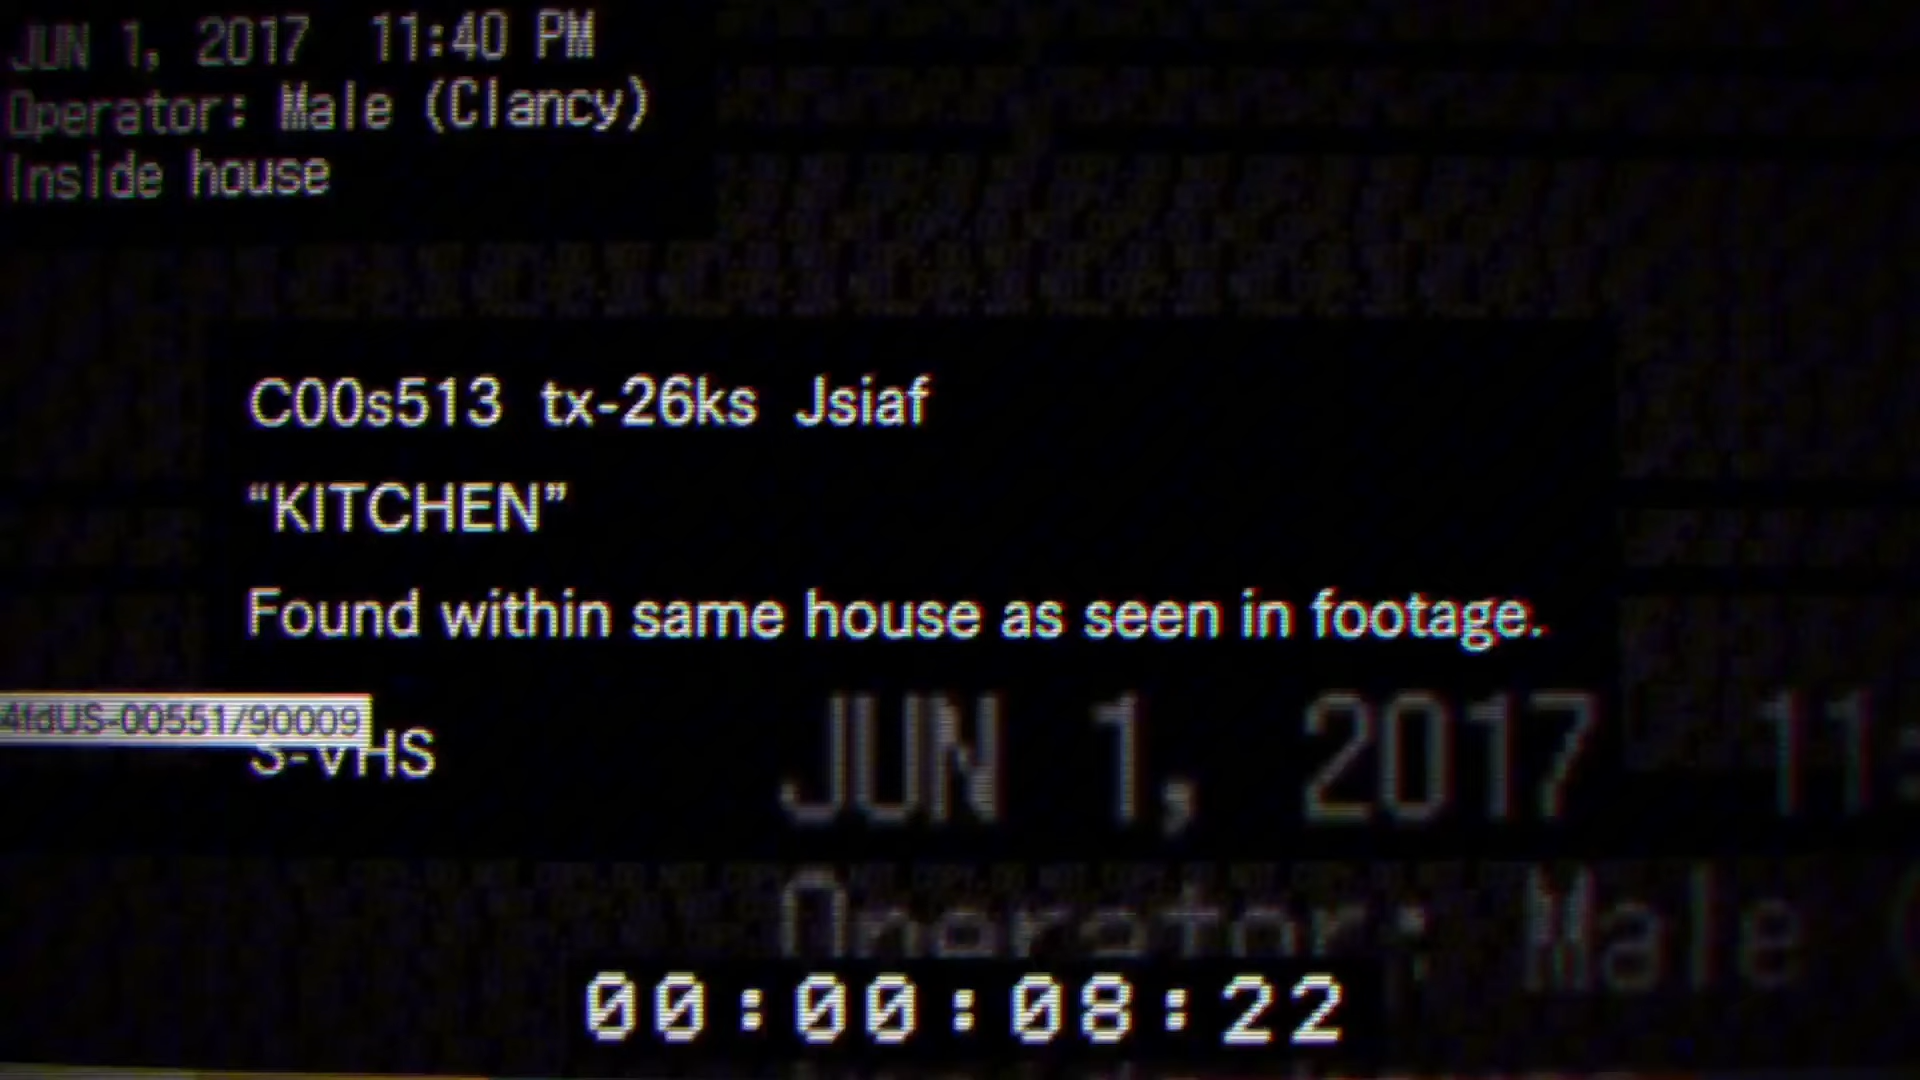 JUN 1, 2017 11:40 PM
Operator: Male (Clancy)
Inside house
C00s513 tx-26ks Jsiaf
“KITCHEN”
Found within same house as seen in footage.
4fdUS-00551/90009
S-VHS
JUN 1, 2017 11:
Operator: Male (
00:00:08:22